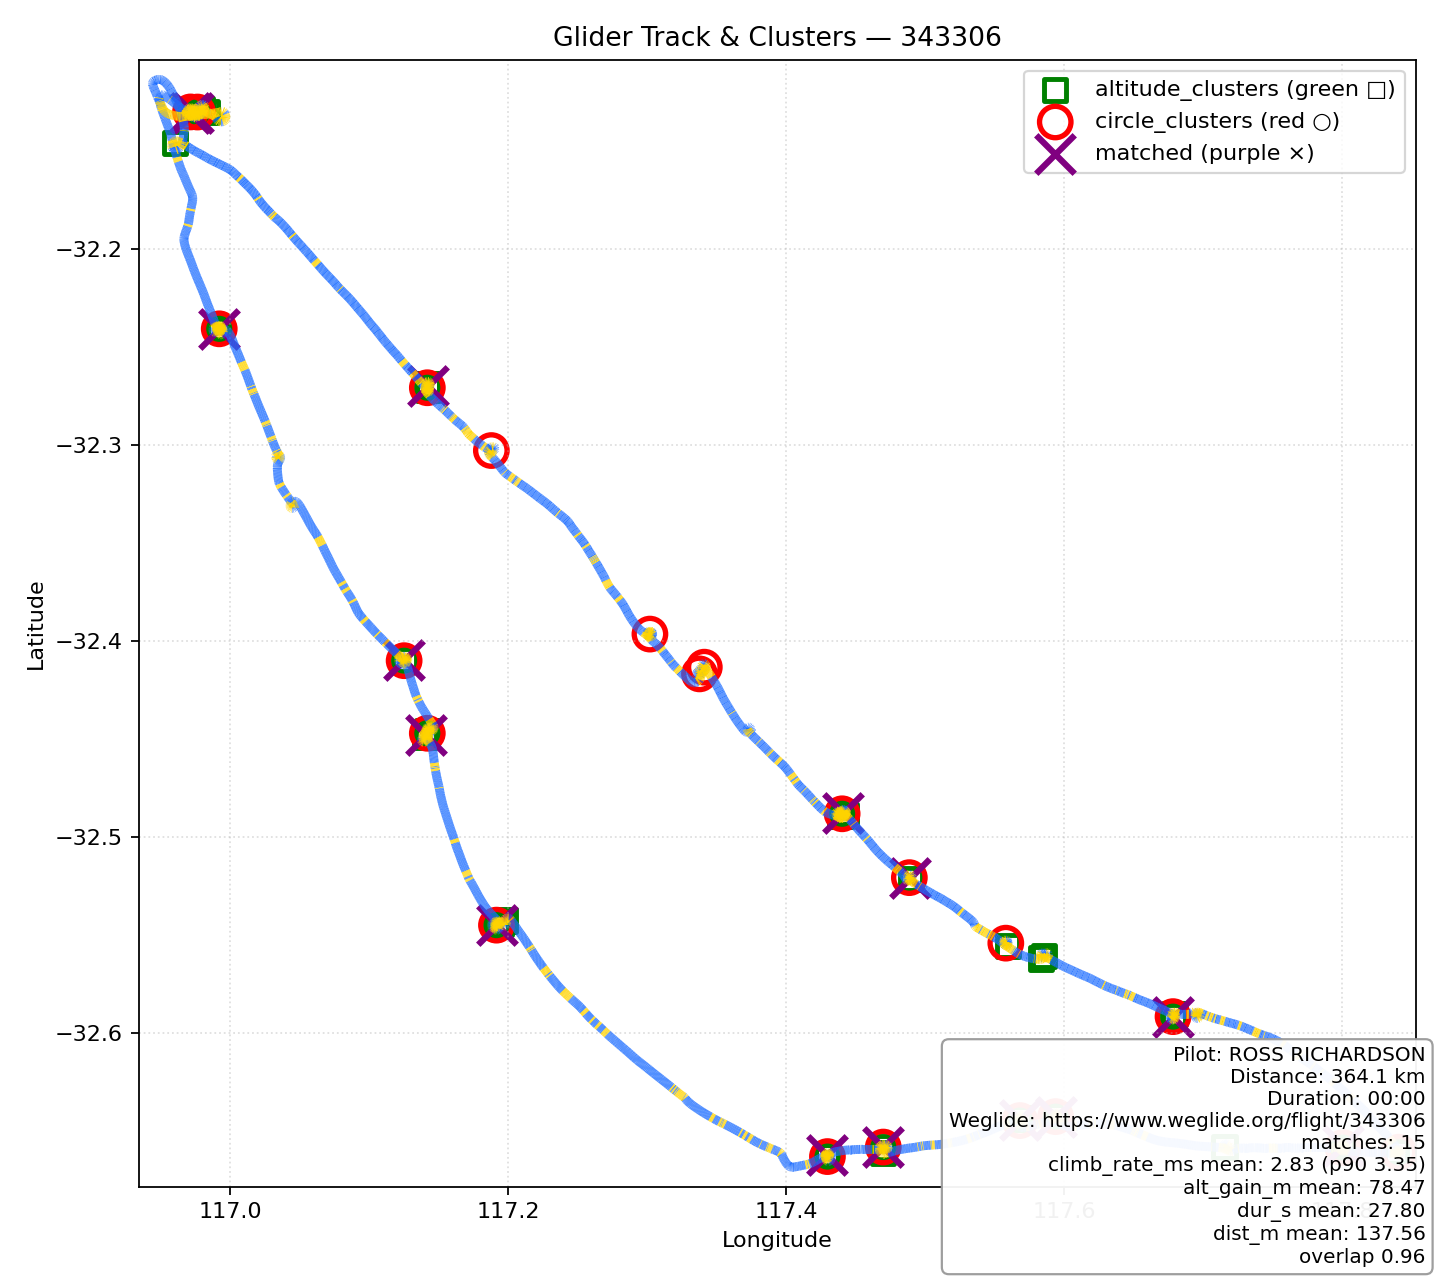 Glider Track & Clusters — 343306
altitude_clusters (green □)
circle_clusters (red ○)
matched (purple ×)
Latitude
−32.2
−32.3
−32.4
−32.5
−32.6
117.0
117.2
117.4
117.6
Longitude
Pilot: ROSS RICHARDSON
Distance: 364.1 km
Duration: 00:00
Weglide: https://www.weglide.org/flight/343306
matches: 15
climb_rate_ms mean: 2.83 (p90 3.35)
alt_gain_m mean: 78.47
dur_s mean: 27.80
dist_m mean: 137.56
overlap 0.96